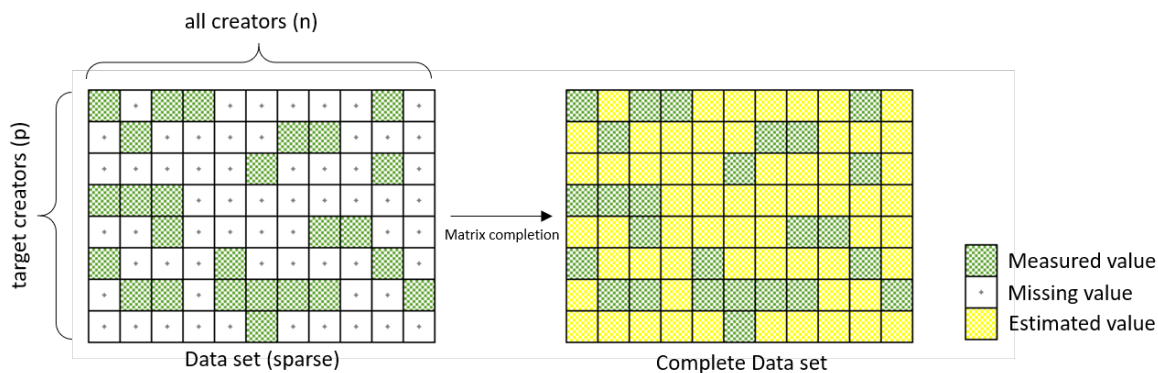 all creators (n)
target creators (p)
Matrix completion
Measured value
Missing value
Estimated value
Data set (sparse)
Complete Data set